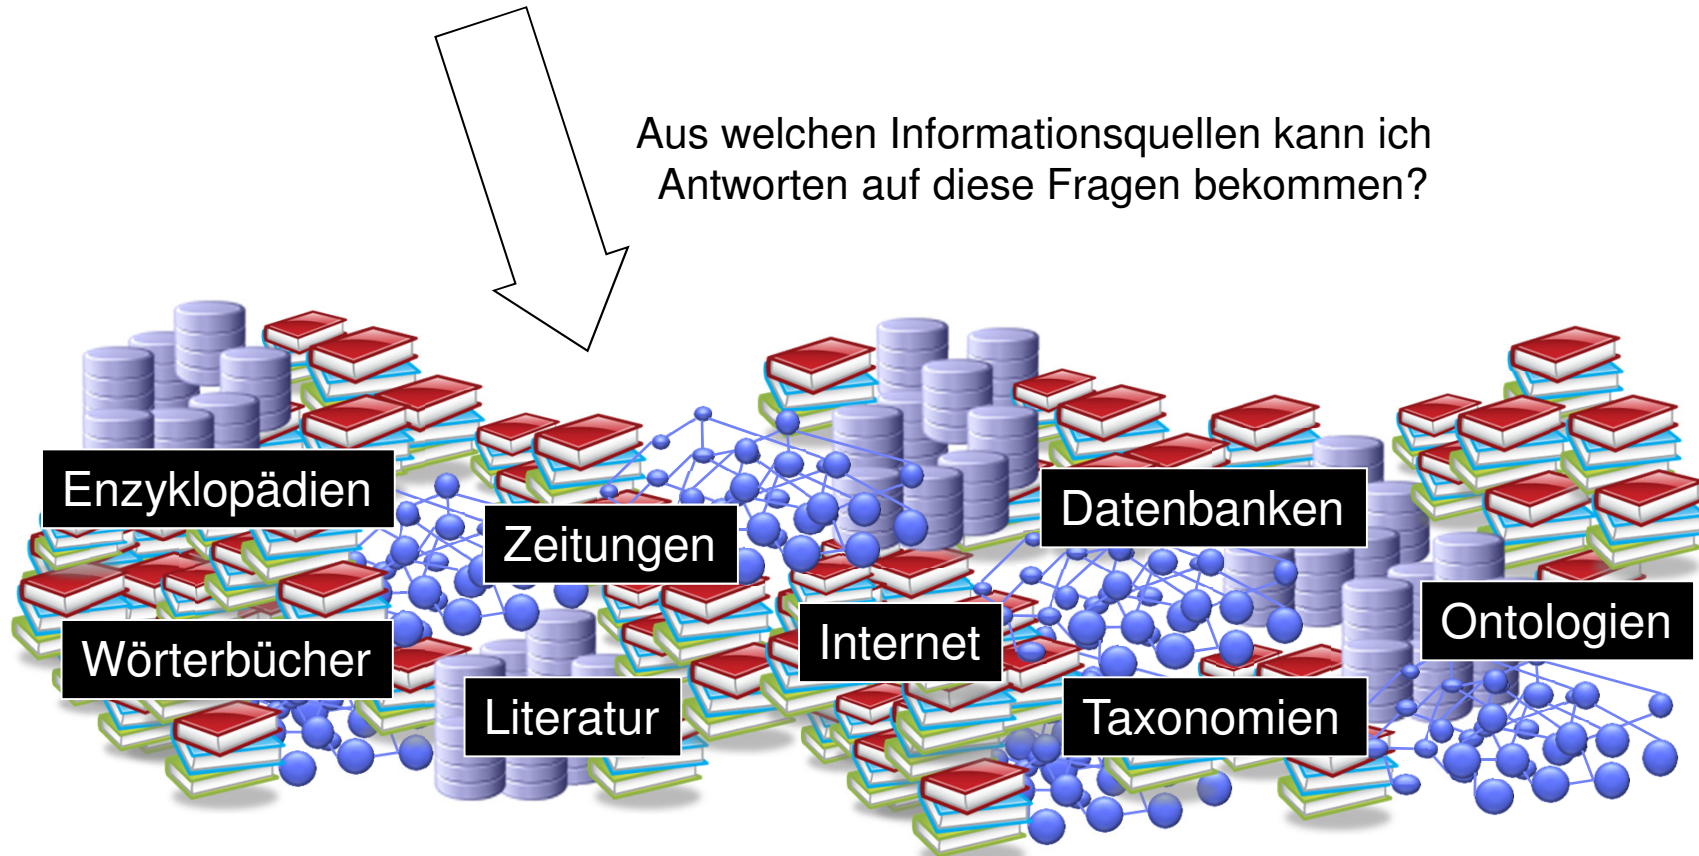 Aus welchen Informationsquellen kann ich
Antworten auf diese Fragen bekommen?
Enzyklopädien
Zeitungen
Datenbanken
Wörterbücher
Internet
Ontologien
Literatur
Taxonomien